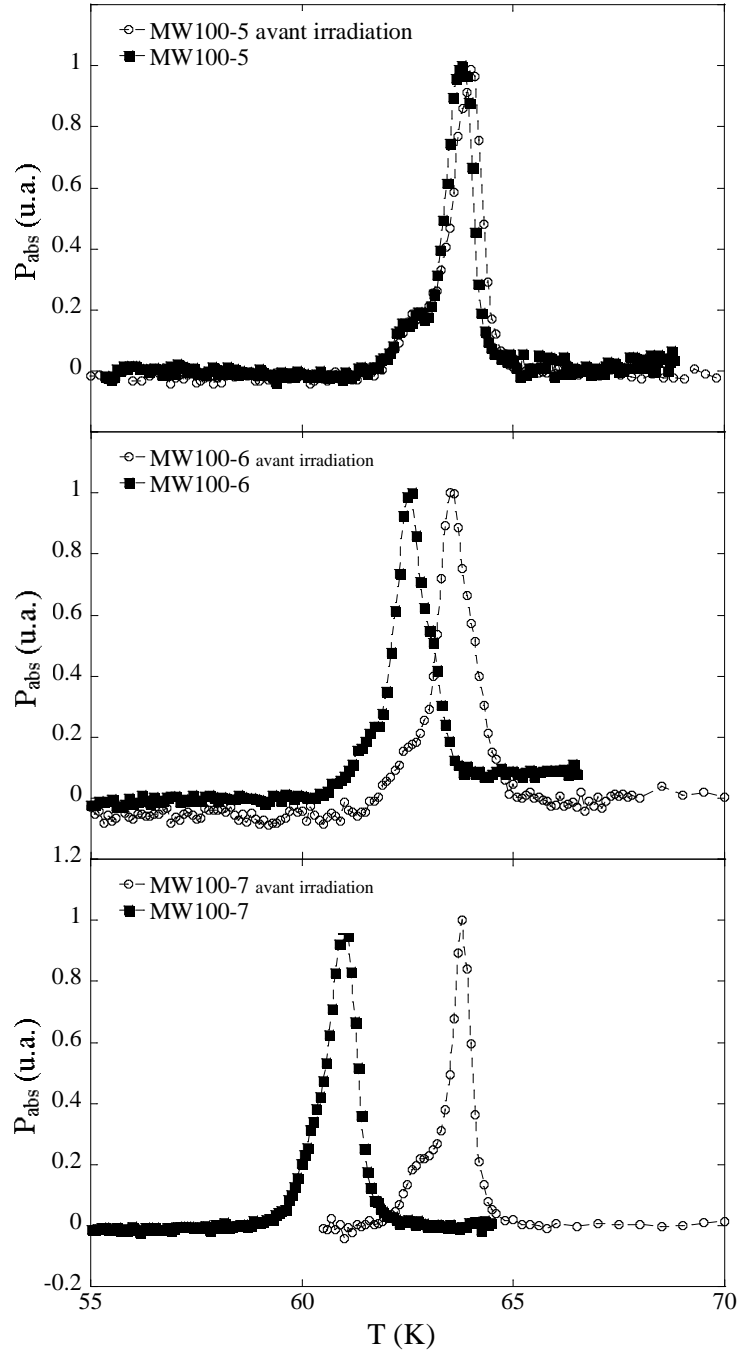 MW100-5 avant irradiation
MW100-5
1
0.8
0.6
0.4
0.2
0
P_abs (u.a.)
MW100-6 avant irradiation
MW100-6
1
0.8
0.6
0.4
0.2
0
P_abs (u.a.)
1.2
MW100-7 avant irradiation
MW100-7
1
0.8
0.6
0.4
0.2
0
-0.2
P_abs (u.a.)
55 60 65 70
T (K)